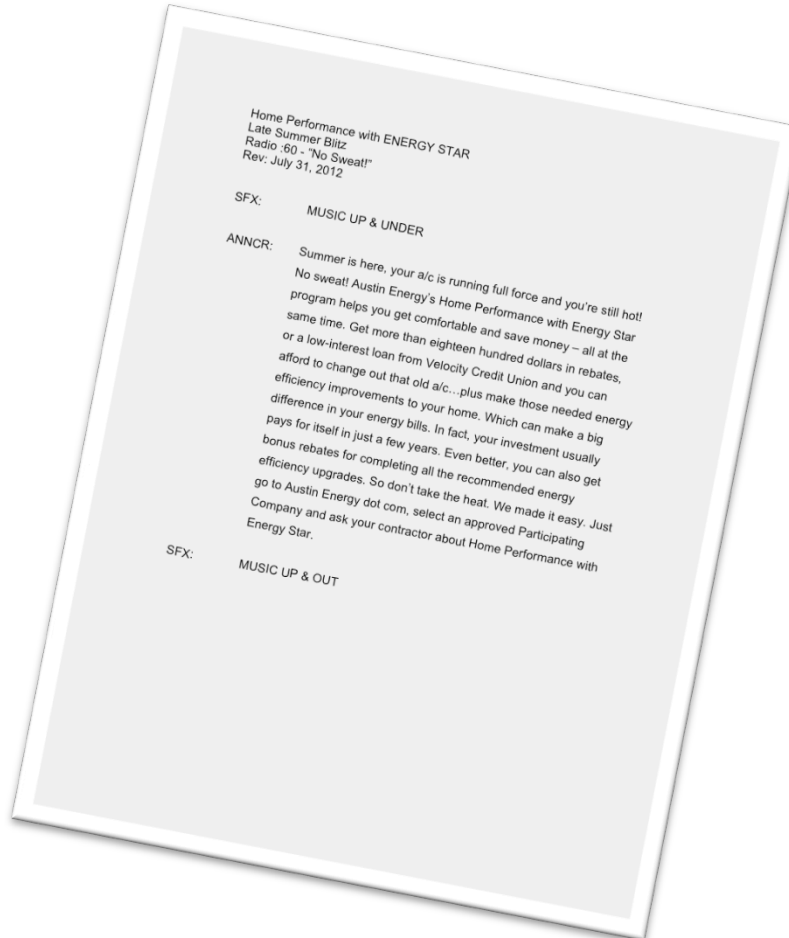 Home Performance with ENERGY STAR
Late Summer Blitz
Radio :60 - "No Sweat!"
Rev: July 31, 2012
SFX: MUSIC UP & UNDER
ANNCR: Summer is here, your a/c is running full force and you're still hot!
No sweat! Austin Energy's Home Performance with Energy Star
program helps you get comfortable and save money – all at the
same time. Get more than eighteen hundred dollars in rebates,
or a low-interest loan from Velocity Credit Union and you can
afford to change out that old a/c…plus make those needed energy
efficiency improvements to your home. Which can make a big
difference in your energy bills. In fact, your investment usually
pays for itself in just a few years. Even better, you can also get
bonus rebates for completing all the recommended energy
efficiency upgrades. So don't take the heat. We made it easy. Just
go to Austin Energy dot com, select an approved Participating
Company and ask your contractor about Home Performance with
Energy Star.
SFX: MUSIC UP & OUT